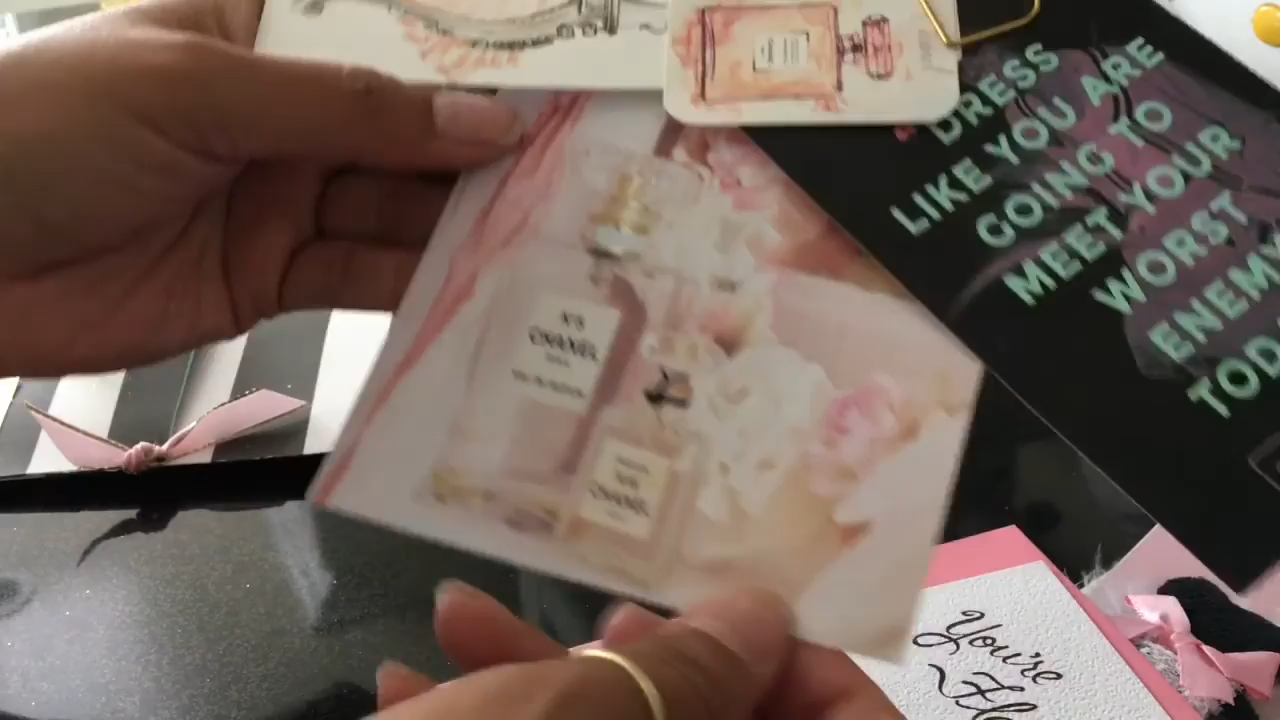 DRESS
LIKE YOU ARE
GOING TO
MEET YOUR
WORST
ENEMY
TOD
N°5
CHANEL
CHANEL
You're